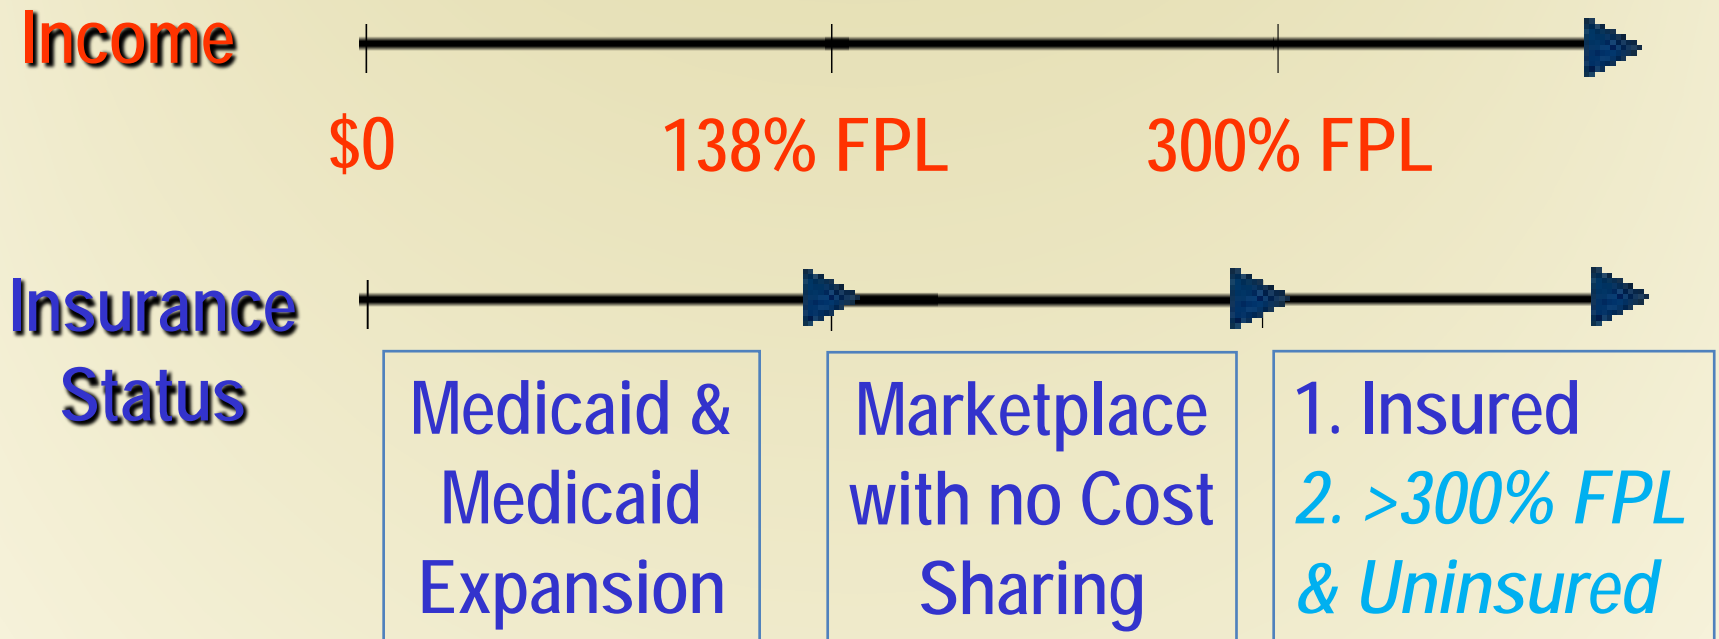 Income
$0 138% FPL 300% FPL
Insurance
Status
Medicaid &
Medicaid
Expansion
Marketplace
with no Cost
Sharing
1. Insured
2. >300% FPL
& Uninsured